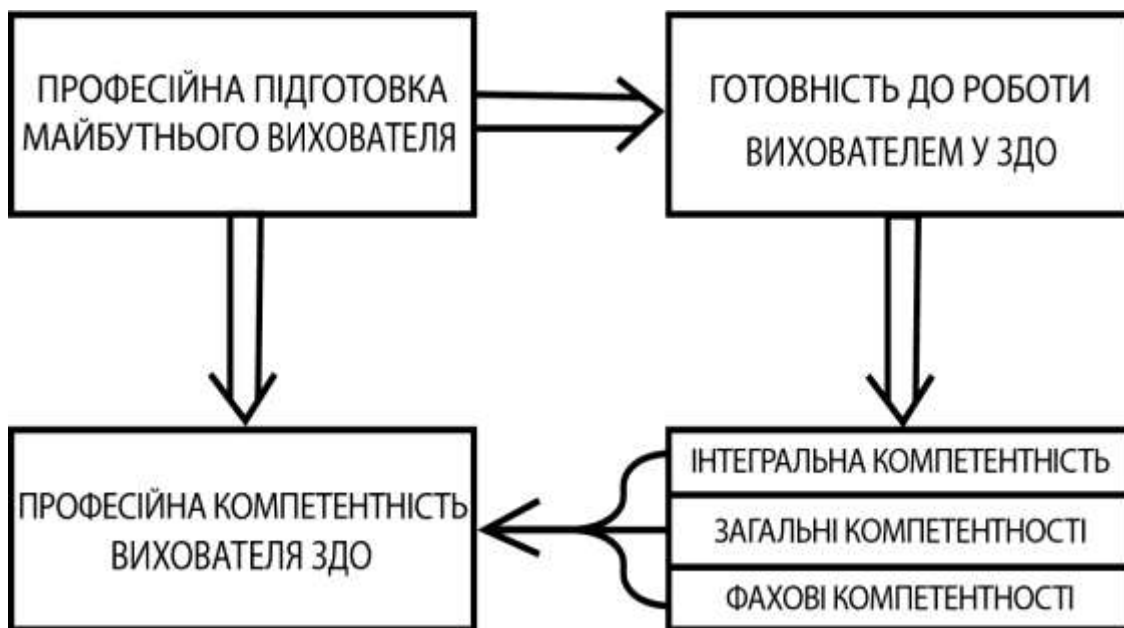 ПРОФЕСІЙНА ПІДГОТОВКА
МАЙБУТНЬОГО ВИХОВАТЕЛЯ
ГОТОВНІСТЬ ДО РОБОТИ
ВИХОВАТЕЛЕМ У ЗДО
ПРОФЕСІЙНА КОМПЕТЕНТНІСТЬ
ВИХОВАТЕЛЯ ЗДО
ІНТЕГРАЛЬНА КОМПЕТЕНТНІСТЬ
ЗАГАЛЬНІ КОМПЕТЕНТНОСТІ
ФАХОВІ КОМПЕТЕНТНОСТІ